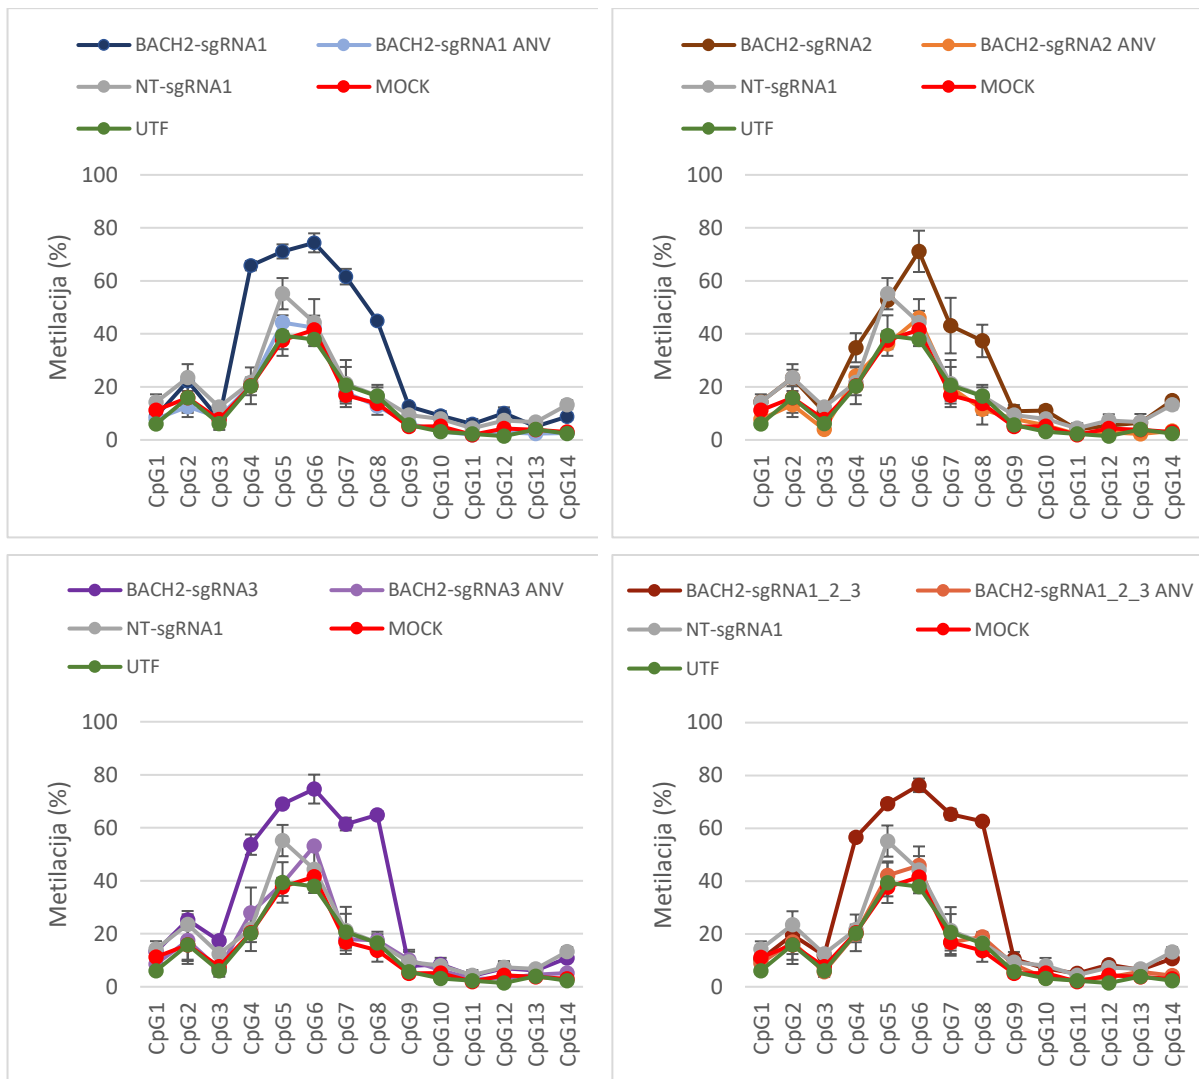 BACH2-sgRNA1 BACH2-sgRNA1 ANV
NT-sgRNA1 MOCK
UTF
Metilacija (%)
100
80
60
40
20
0
CpG1 CpG2 CpG3 CpG4 CpG5 CpG6 CpG7 CpG8 CpG9 CpG10 CpG11 CpG12 CpG13 CpG14
BACH2-sgRNA2 BACH2-sgRNA2 ANV
NT-sgRNA1 MOCK
UTF
Metilacija (%)
100
80
60
40
20
0
CpG1 CpG2 CpG3 CpG4 CpG5 CpG6 CpG7 CpG8 CpG9 CpG10 CpG11 CpG12 CpG13 CpG14
BACH2-sgRNA3 BACH2-sgRNA3 ANV
NT-sgRNA1 MOCK
UTF
Metilacija (%)
100
80
60
40
20
0
CpG1 CpG2 CpG3 CpG4 CpG5 CpG6 CpG7 CpG8 CpG9 CpG10 CpG11 CpG12 CpG13 CpG14
BACH2-sgRNA1_2_3 BACH2-sgRNA1_2_3 ANV
NT-sgRNA1 MOCK
UTF
Metilacija (%)
100
80
60
40
20
0
CpG1 CpG2 CpG3 CpG4 CpG5 CpG6 CpG7 CpG8 CpG9 CpG10 CpG11 CpG12 CpG13 CpG14